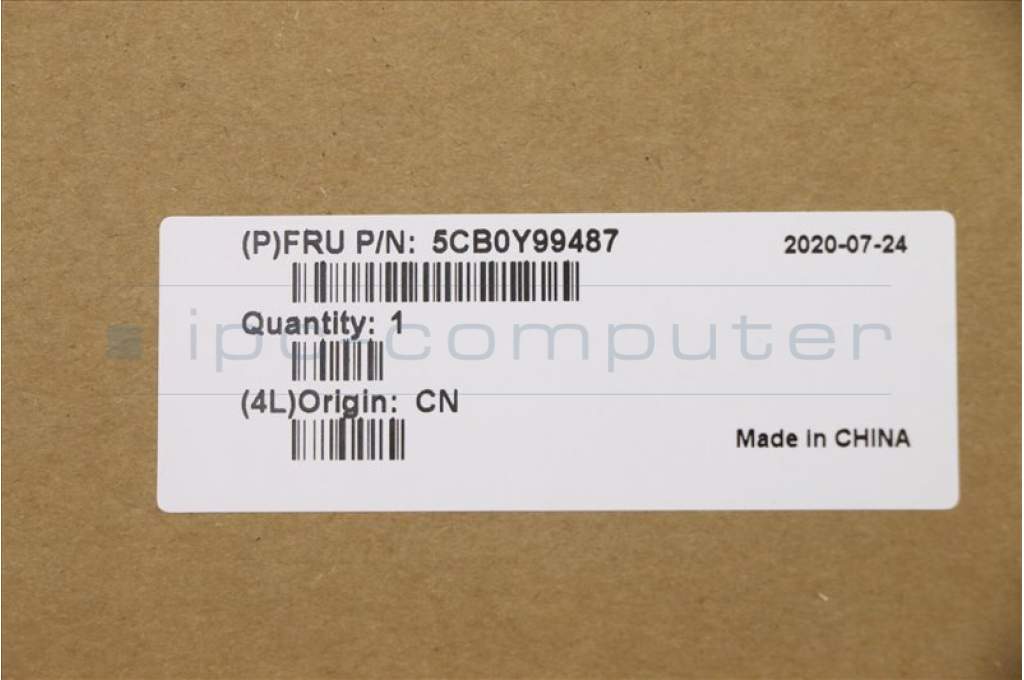 (P)FRU P/N: 5CB0Y99487
2020-07-24
Quantity: 1
ipc-computer
(4L)Origin: CN
Made in CHINA